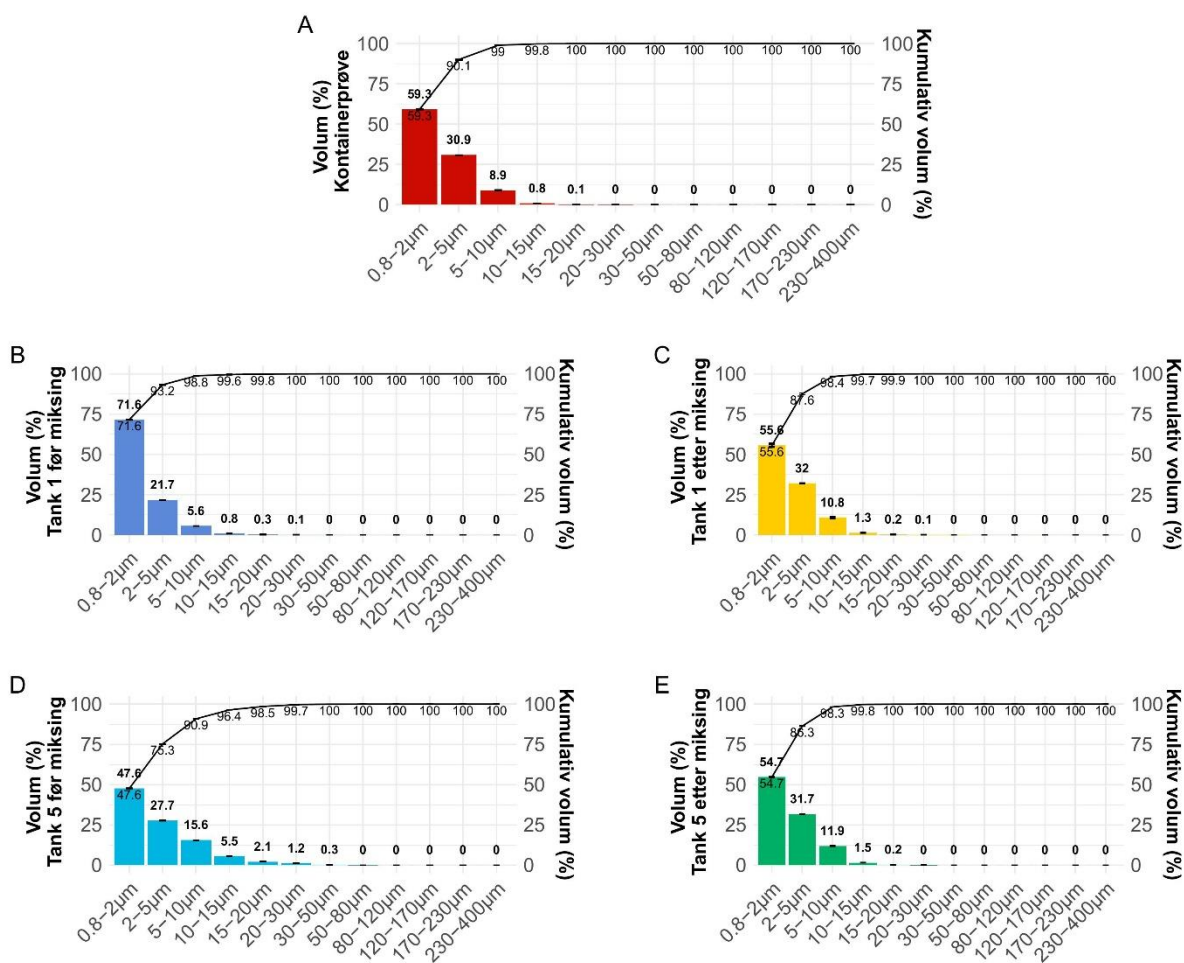 A
Volum (%)
Kontainerprøve
100
75
50
25
0
59.3
30.9
8.9
0.8
0.1
0
0
0
0
0
0
0
59.3
90.1
99
99.8
100
100
100
100
100
100
100
100
100
75
50
25
0
Kumulativ volum (%)
0.8−2µm
2−5µm
5−10µm
10−15µm
15−20µm
20−30µm
30−50µm
50−80µm
80−120µm
120−170µm
170−230µm
230−400µm
B
Volum (%)
Tank 1 før miksing
100
75
50
25
0
71.6
21.7
5.6
0.8
0.3
0.1
0
0
0
0
0
0
71.6
93.2
98.8
99.6
99.8
100
100
100
100
100
100
100
100
75
50
25
0
Kumulativ volum (%)
0.8−2µm
2−5µm
5−10µm
10−15µm
15−20µm
20−30µm
30−50µm
50−80µm
80−120µm
120−170µm
170−230µm
230−400µm
C
Volum (%)
Tank 1 etter miksing
100
75
50
25
0
55.6
32
10.8
1.3
0.2
0.1
0
0
0
0
0
0
55.6
87.6
98.4
99.7
99.9
100
100
100
100
100
100
100
100
75
50
25
0
Kumulativ volum (%)
0.8−2µm
2−5µm
5−10µm
10−15µm
15−20µm
20−30µm
30−50µm
50−80µm
80−120µm
120−170µm
170−230µm
230−400µm
D
Volum (%)
Tank 5 før miksing
100
75
50
25
0
47.6
27.7
15.6
5.5
2.1
1.2
0.3
0
0
0
0
0
47.6
75.3
90.9
96.4
98.5
99.7
100
100
100
100
100
100
100
75
50
25
0
Kumulativ volum (%)
0.8−2µm
2−5µm
5−10µm
10−15µm
15−20µm
20−30µm
30−50µm
50−80µm
80−120µm
120−170µm
170−230µm
230−400µm
E
Volum (%)
Tank 5 etter miksing
100
75
50
25
0
54.7
31.7
11.9
1.5
0.2
0
0
0
0
0
0
0
54.7
86.3
98.3
99.8
100
100
100
100
100
100
100
100
100
75
50
25
0
Kumulativ volum (%)
0.8−2µm
2−5µm
5−10µm
10−15µm
15−20µm
20−30µm
30−50µm
50−80µm
80−120µm
120−170µm
170−230µm
230−400µm